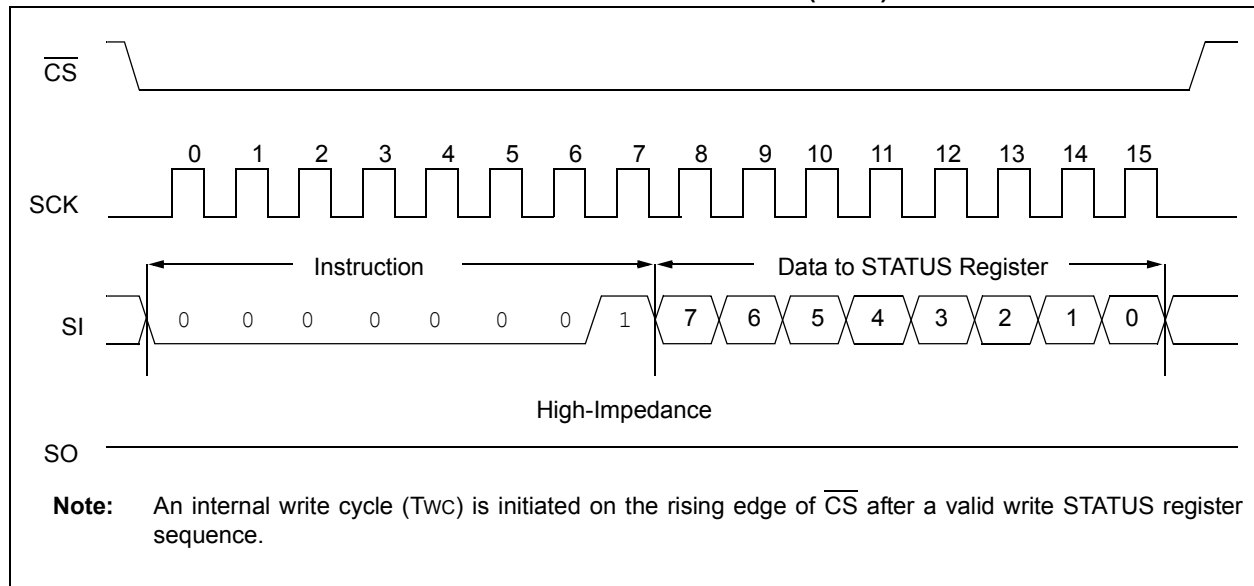 CS
0 1 2 3 4 5 6 7 8 9 10 11 12 13 14 15
SCK
Instruction
Data to STATUS Register
SI
0 0 0 0 0 0 0 1 7 6 5 4 3 2 1 0
High-Impedance
SO
Note: An internal write cycle (TWC) is initiated on the rising edge of CS after a valid write STATUS register
sequence.